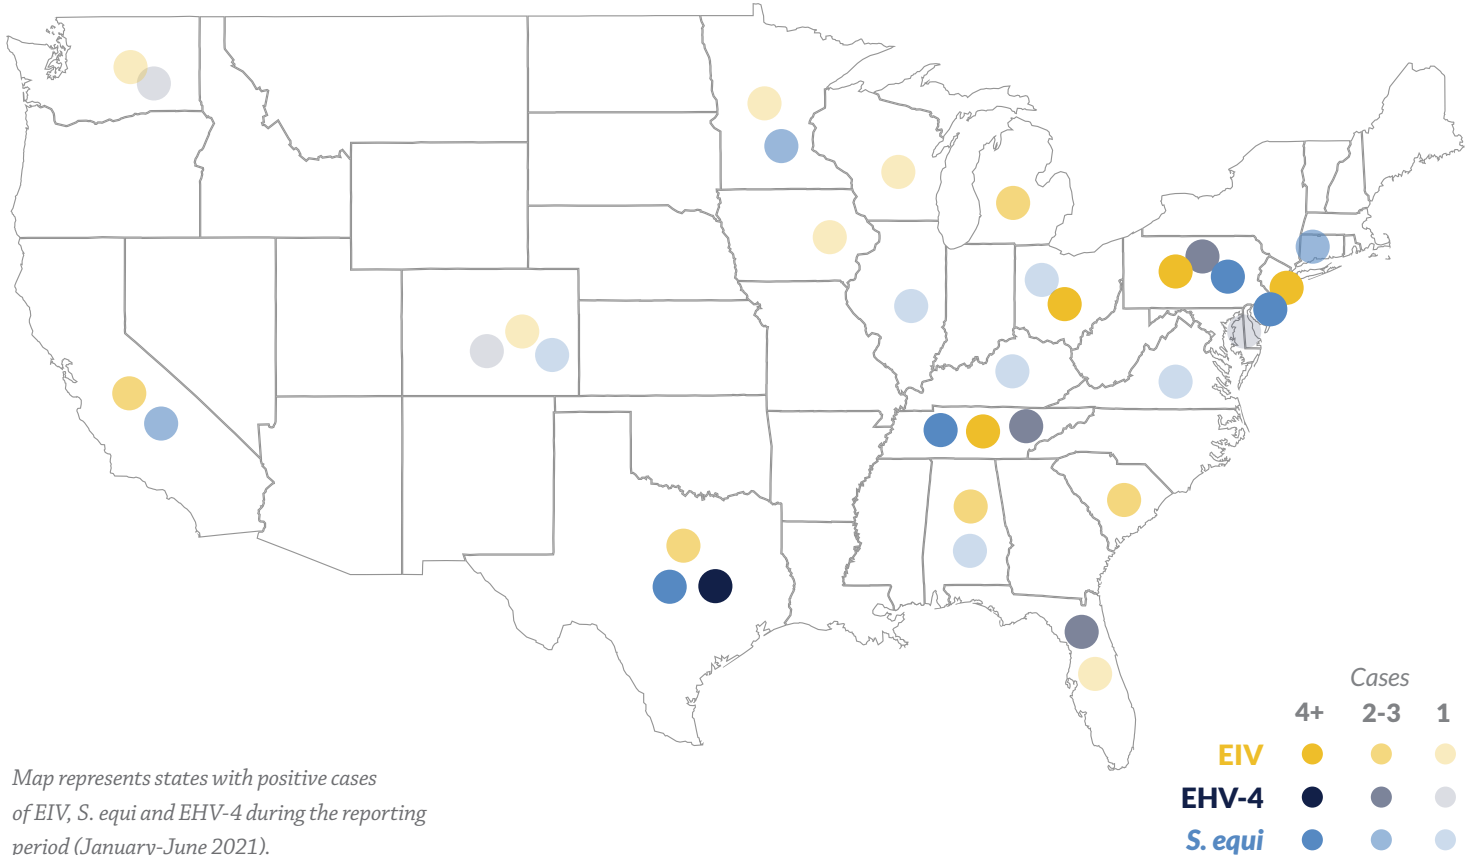 Cases
4+ 2-3 1
EIV
EHV-4
S. equi
Map represents states with positive cases
of EIV, S. equi and EHV-4 during the reporting
period (January-June 2021).